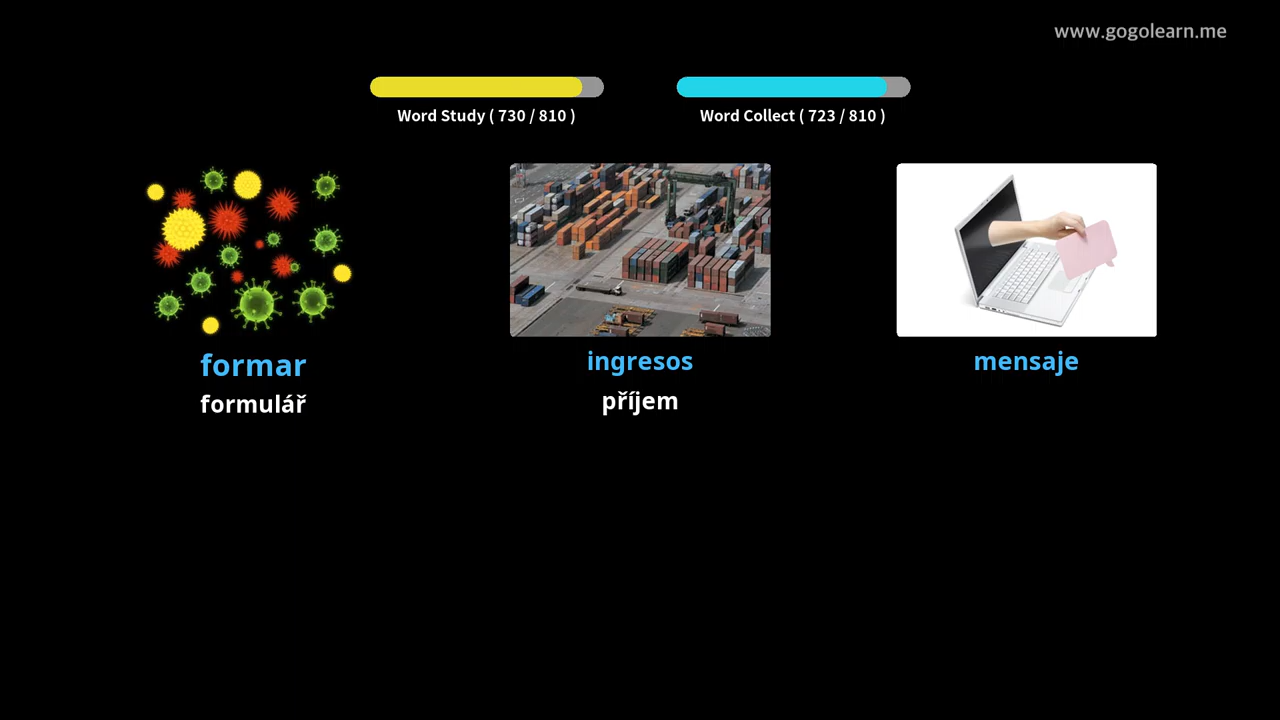 www.gogolearn.me
Word Study ( 730 / 810 )
Word Collect ( 723 / 810 )
formar
formulář
ingresos
příjem
mensaje